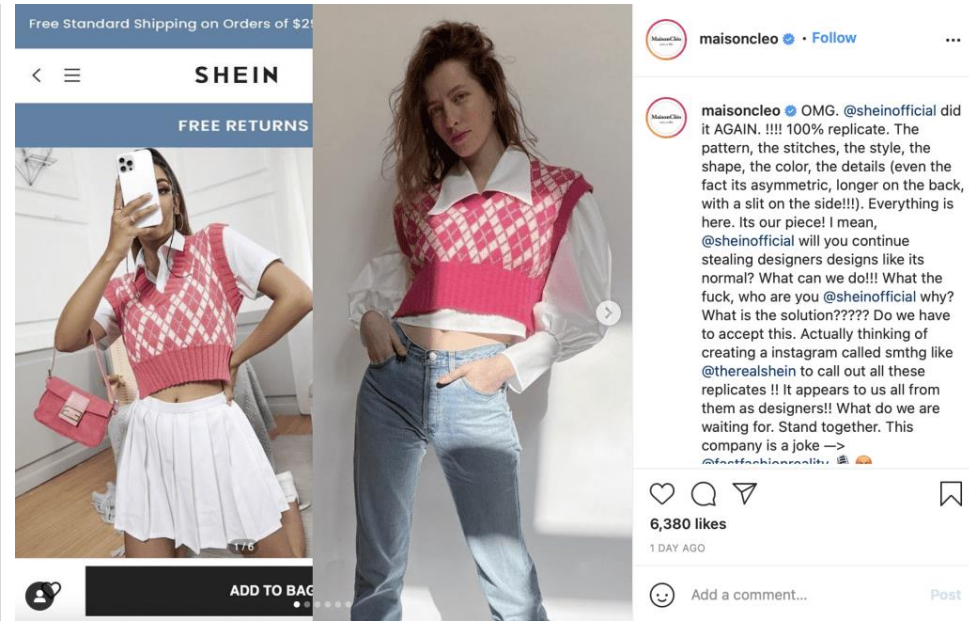 Free Standard Shipping on Orders of $29
SHEIN
FREE RETURNS
1/6
ADD TO BAG
MaisonCléo
maisoncleo • Follow
MaisonCléo
maisoncleo OMG. @sheinofficial did
it AGAIN. !!!! 100% replicate. The
pattern, the stitches, the style, the
shape, the color, the details (even the
fact its asymmetric, longer on the back,
with a slit on the side!!!). Everything is
here. Its our piece! I mean,
@sheinofficial will you continue
stealing designers designs like its
normal? What can we do!!! What the
fuck, who are you @sheinofficial why?
What is the solution????? Do we have
to accept this. Actually thinking of
creating a instagram called smthg like
@therealshein to call out all these
replicates !! It appears to us all from
them as designers!! What do we are
waiting for. Stand together. This
company is a joke —>
@fastfashionreality 🎙️ 😡
6,380 likes
1 DAY AGO
Add a comment...
Post